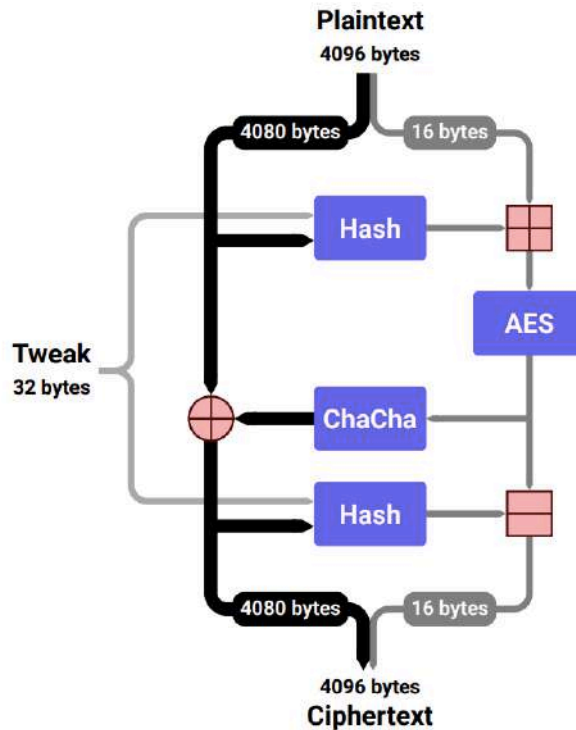 Plaintext
4096 bytes
4080 bytes
16 bytes
Hash
AES
Tweak
32 bytes
ChaCha
Hash
4080 bytes
16 bytes
4096 bytes
Ciphertext